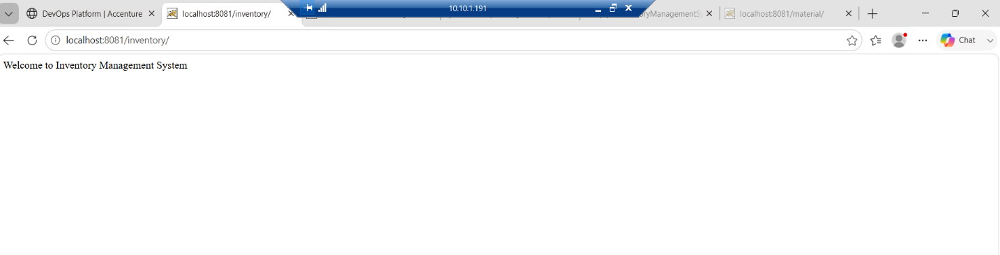 10.10.1.191
DevOps Platform | Accenture
localhost:8081/inventory/
ryManagementS
localhost:8081/material/
localhost:8081/inventory/
Chat
Welcome to Inventory Management System